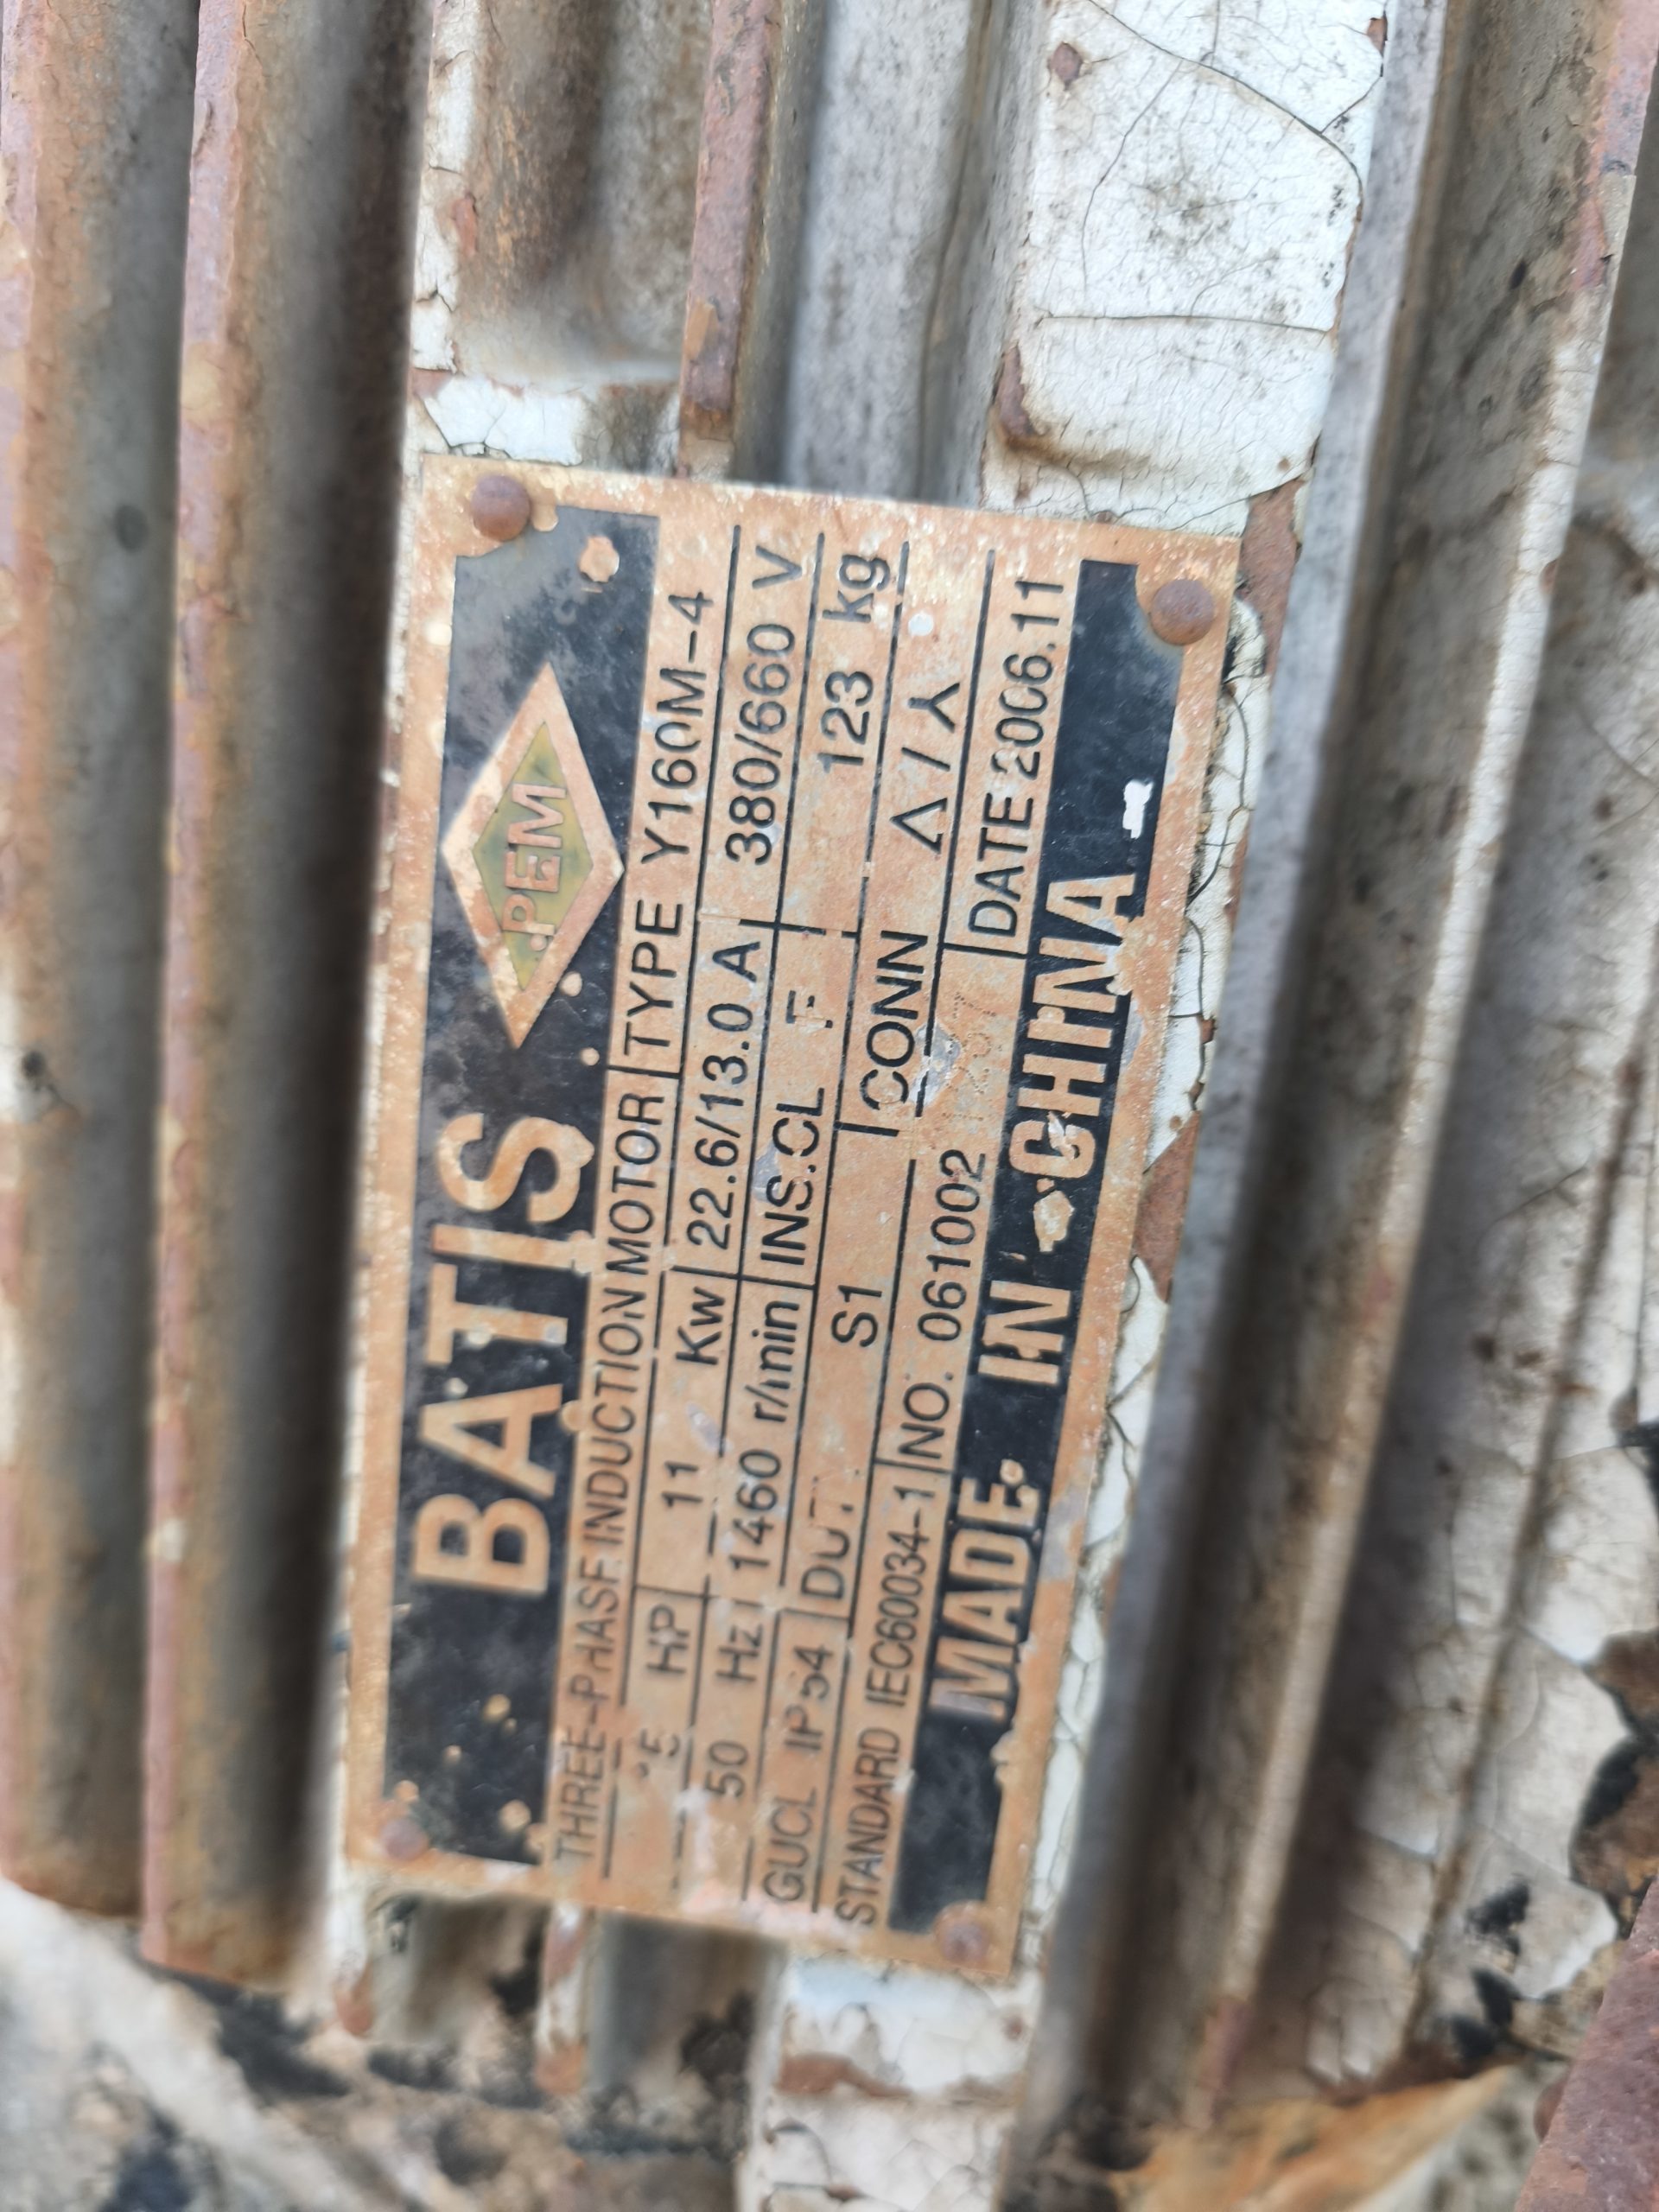 BATIS PEM
THREE-PHASE INDUCTION MOTOR TYPE Y160M-4
HP 11 Kw 22.6/13.0 A 380/660 V
50 Hz 1460 r/min INS.CL F 123 kg
GUCL IP54 S1 CONN Δ / Y
STANDARD IEC60034-1 NO. 061002 DATE 2006.11
MADE IN CHINA